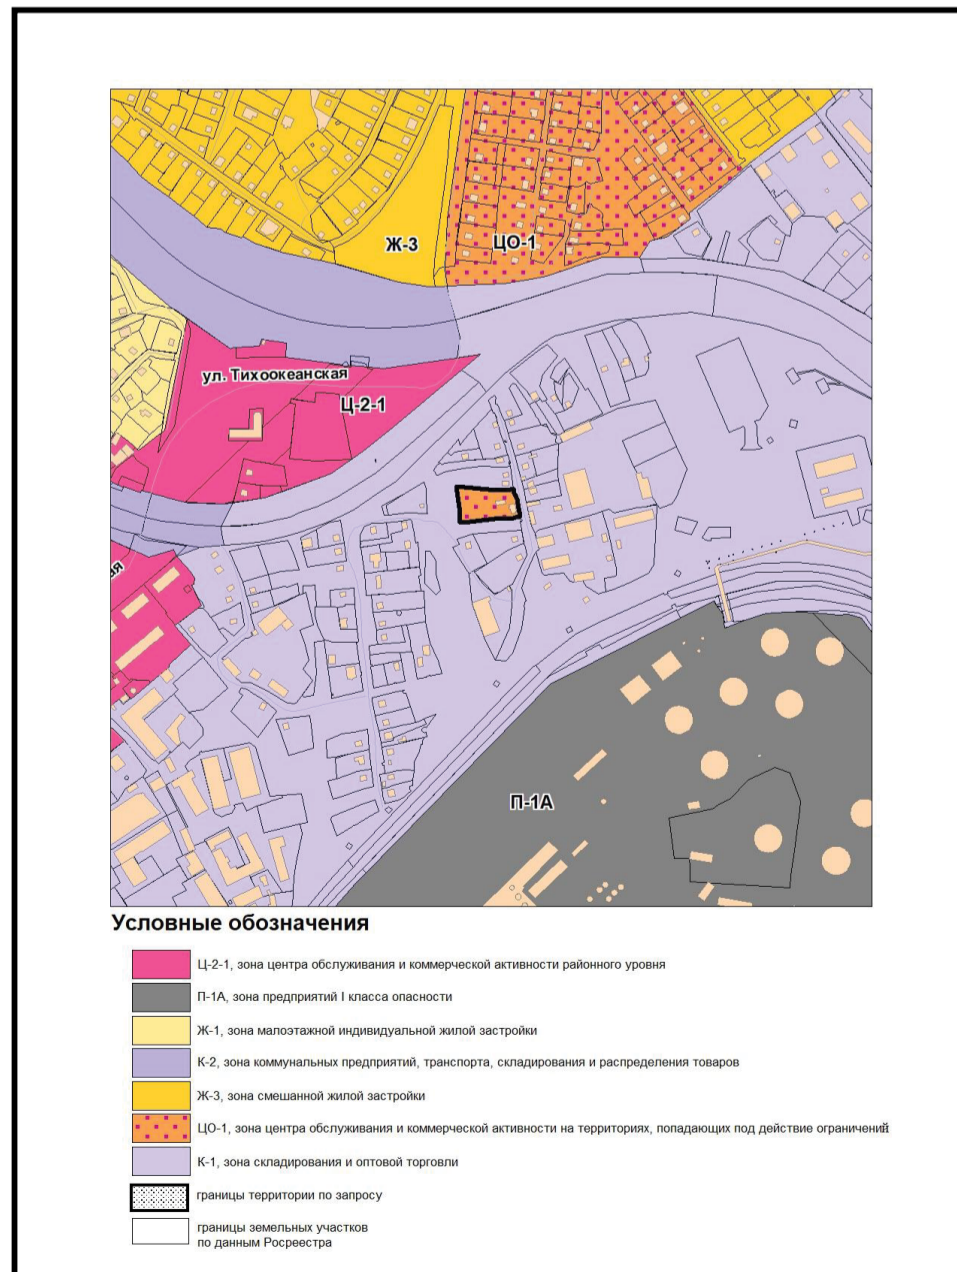 Ж-3
ЦО-1
ул. Тихоокеанская
Ц-2-1
ая
П-1А
Условные обозначения
Ц-2-1, зона центра обслуживания и коммерческой активности районного уровня
П-1А, зона предприятий I класса опасности
Ж-1, зона малоэтажной индивидуальной жилой застройки
К-2, зона коммунальных предприятий, транспорта, складирования и распределения товаров
Ж-3, зона смешанной жилой застройки
ЦО-1, зона центра обслуживания и коммерческой активности на территориях, попадающих под действие ограничений
К-1, зона складирования и оптовой торговли
границы территории по запросу
границы земельных участков
по данным Росреестра